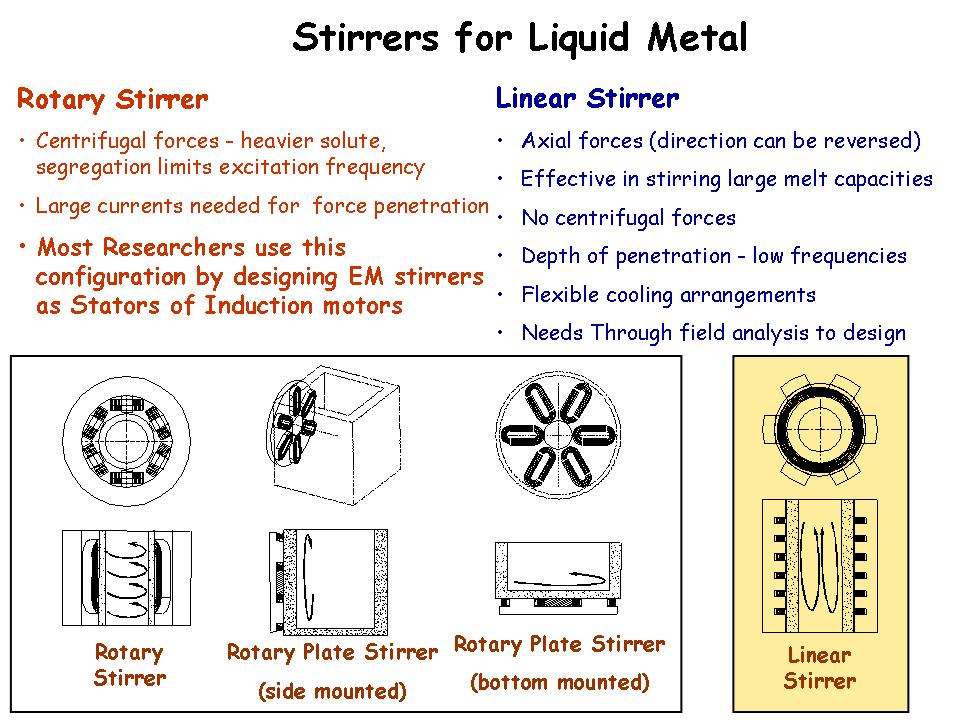 Stirrers for Liquid Metal
Rotary Stirrer
• Centrifugal forces - heavier solute,
segregation limits excitation frequency
• Large currents needed for force penetration
• Most Researchers use this
configuration by designing EM stirrers
as Stators of Induction motors
Linear Stirrer
• Axial forces (direction can be reversed)
• Effective in stirring large melt capacities
• No centrifugal forces
• Depth of penetration - low frequencies
• Flexible cooling arrangements
• Needs Through field analysis to design
Rotary
Stirrer
Rotary Plate Stirrer
(side mounted)
Rotary Plate Stirrer
(bottom mounted)
Linear
Stirrer